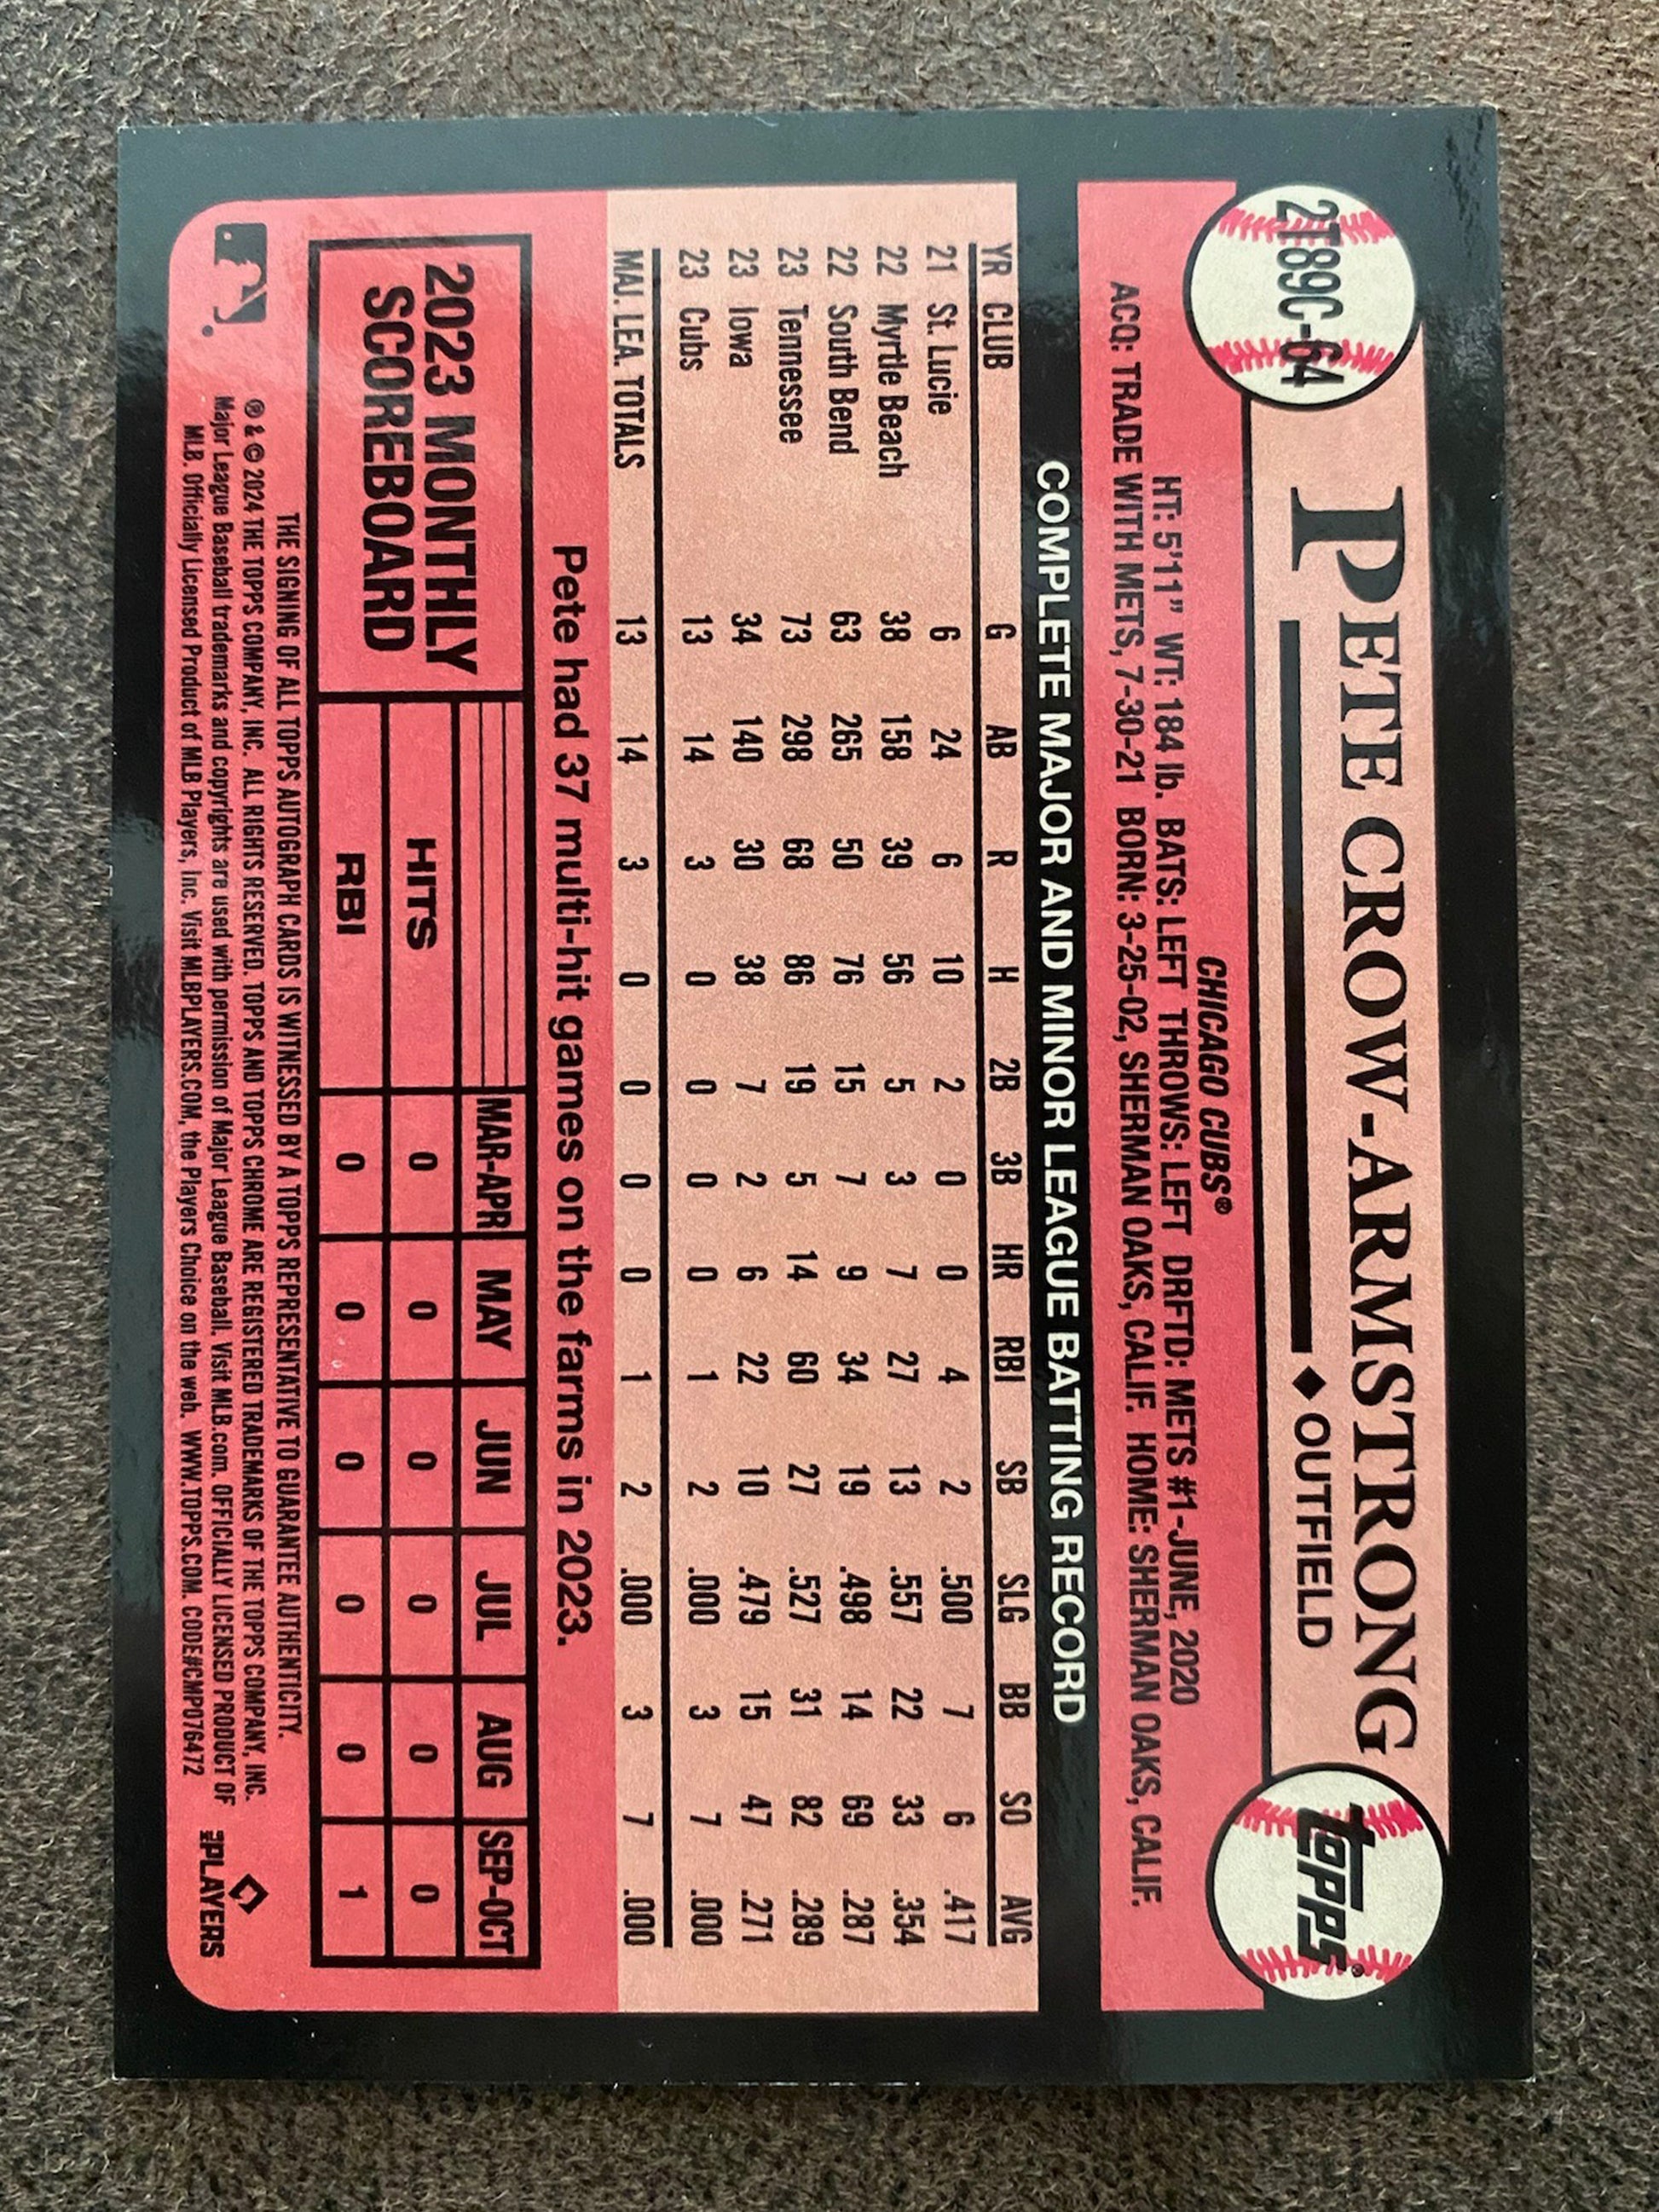 2T89C-64
PETE CROW-ARMSTRONG
◆ OUTFIELD
topps®
CHICAGO CUBS®
HT: 5'11" WT: 184 lb. BATS: LEFT THROWS: LEFT DRFTD: METS #1-JUNE, 2020
ACQ: TRADE WITH METS, 7-30-21 BORN: 3-25-02, SHERMAN OAKS, CALIF. HOME: SHERMAN OAKS, CALIF.
COMPLETE MAJOR AND MINOR LEAGUE BATTING RECORD
YR CLUB G AB R H 2B 3B HR RBI SB SLG BB SO AVG
21 St. Lucie 6 24 6 10 2 0 0 4 2 .500 7 6 .417
22 Myrtle Beach 38 158 39 56 5 3 7 27 13 .557 22 33 .354
22 South Bend 63 265 50 76 15 7 9 34 19 .498 14 69 .287
23 Tennessee 73 298 68 86 19 5 14 60 27 .527 31 82 .289
23 Iowa 34 140 30 38 7 2 6 22 10 .479 15 47 .271
23 Cubs 13 14 3 0 0 0 0 1 2 .000 3 7 .000
MAJ. LEA. TOTALS 13 14 3 0 0 0 0 1 2 .000 3 7 .000
Pete had 37 multi-hit games on the farms in 2023.
2023 MONTHLY
SCOREBOARD
MAR-APR MAY JUN JUL AUG SEP-OCT
HITS 0 0 0 0 0 0
RBI 0 0 0 0 0 1
THE SIGNING OF ALL TOPPS AUTOGRAPH CARDS IS WITNESSED BY A TOPPS REPRESENTATIVE TO GUARANTEE AUTHENTICITY.
® & © 2024 THE TOPPS COMPANY, INC. ALL RIGHTS RESERVED. TOPPS AND TOPPS CHROME ARE REGISTERED TRADEMARKS OF THE TOPPS COMPANY, INC.
Major League Baseball trademarks and copyrights are used with permission of Major League Baseball. Visit MLB.com. OFFICIALLY LICENSED PRODUCT OF
MLB. Officially Licensed Product of MLB Players, Inc. Visit MLBPLAYERS.COM, the Players Choice on the web. WWW.TOPPS.COM. CODE#CMP076472
MLB PLAYERS